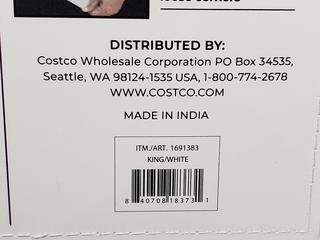 DISTRIBUTED BY:
Costco Wholesale Corporation PO Box 34535,
Seattle, WA 98124-1535 USA, 1-800-774-2678
WWW.COSTCO.COM
MADE IN INDIA
ITM./ART. 1691383
KING/WHITE
8 40708 18373 1